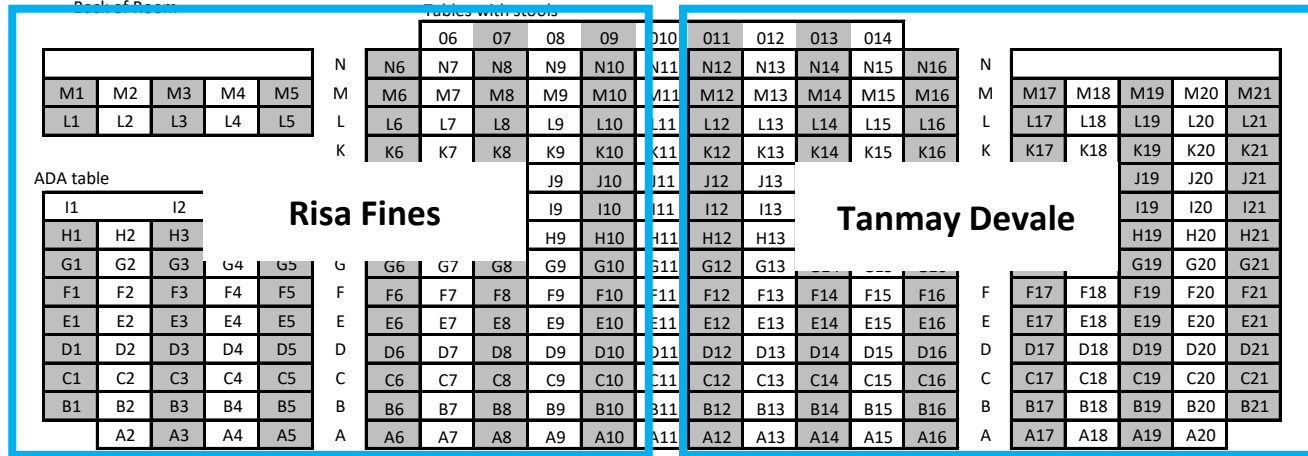 Back of Room Tables with stools
06 07 08 09 010 011 012 013 014
N N6 N7 N8 N9 N10 N11 N12 N13 N14 N15 N16 N
M1 M2 M3 M4 M5 M M6 M7 M8 M9 M10 M11 M12 M13 M14 M15 M16 M M17 M18 M19 M20 M21
L1 L2 L3 L4 L5 L L6 L7 L8 L9 L10 L11 L12 L13 L14 L15 L16 L L17 L18 L19 L20 L21
K K6 K7 K8 K9 K10 K11 K12 K13 K14 K15 K16 K K17 K18 K19 K20 K21
ADA table J9 J10 J11 J12 J13 J19 J20 J21
I1 I2 Risa Fines I9 I10 I11 I12 I13 Tanmay Devale I19 I20 I21
H1 H2 H3 H9 H10 H11 H12 H13 H19 H20 H21
G1 G2 G3 G4 G5 G G6 G7 G8 G9 G10 G11 G12 G13 G19 G20 G21
F1 F2 F3 F4 F5 F F6 F7 F8 F9 F10 F11 F12 F13 F14 F15 F16 F F17 F18 F19 F20 F21
E1 E2 E3 E4 E5 E E6 E7 E8 E9 E10 E11 E12 E13 E14 E15 E16 E E17 E18 E19 E20 E21
D1 D2 D3 D4 D5 D D6 D7 D8 D9 D10 D11 D12 D13 D14 D15 D16 D D17 D18 D19 D20 D21
C1 C2 C3 C4 C5 C C6 C7 C8 C9 C10 C11 C12 C13 C14 C15 C16 C C17 C18 C19 C20 C21
B1 B2 B3 B4 B5 B B6 B7 B8 B9 B10 B11 B12 B13 B14 B15 B16 B B17 B18 B19 B20 B21
A2 A3 A4 A5 A A6 A7 A8 A9 A10 A11 A12 A13 A14 A15 A16 A A17 A18 A19 A20